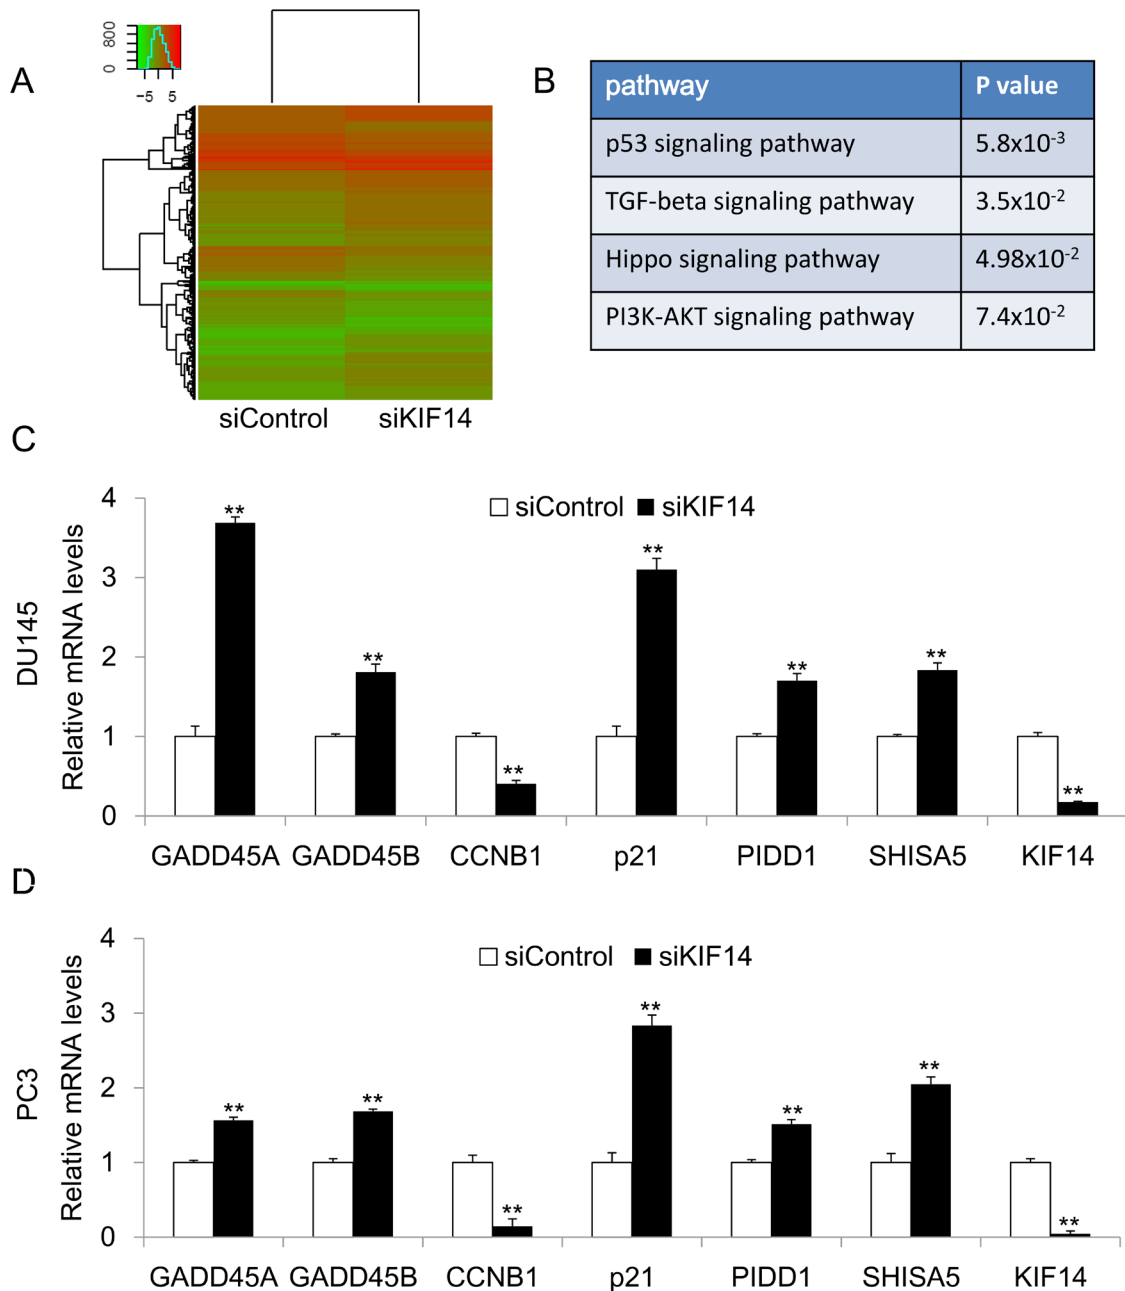 800
0
−5 5
A
siControl siKIF14
B
pathway P value
p53 signaling pathway 5.8x10-3
TGF-beta signaling pathway 3.5x10-2
Hippo signaling pathway 4.98x10-2
PI3K-AKT signaling pathway 7.4x10-2
C
DU145
Relative mRNA levels
siControl siKIF14
4
3
2
1
0
** ** ** ** ** ** **
GADD45A GADD45B CCNB1 p21 PIDD1 SHISA5 KIF14
D
PC3
Relative mRNA levels
siControl siKIF14
4
3
2
1
0
** ** ** ** ** ** **
GADD45A GADD45B CCNB1 p21 PIDD1 SHISA5 KIF14